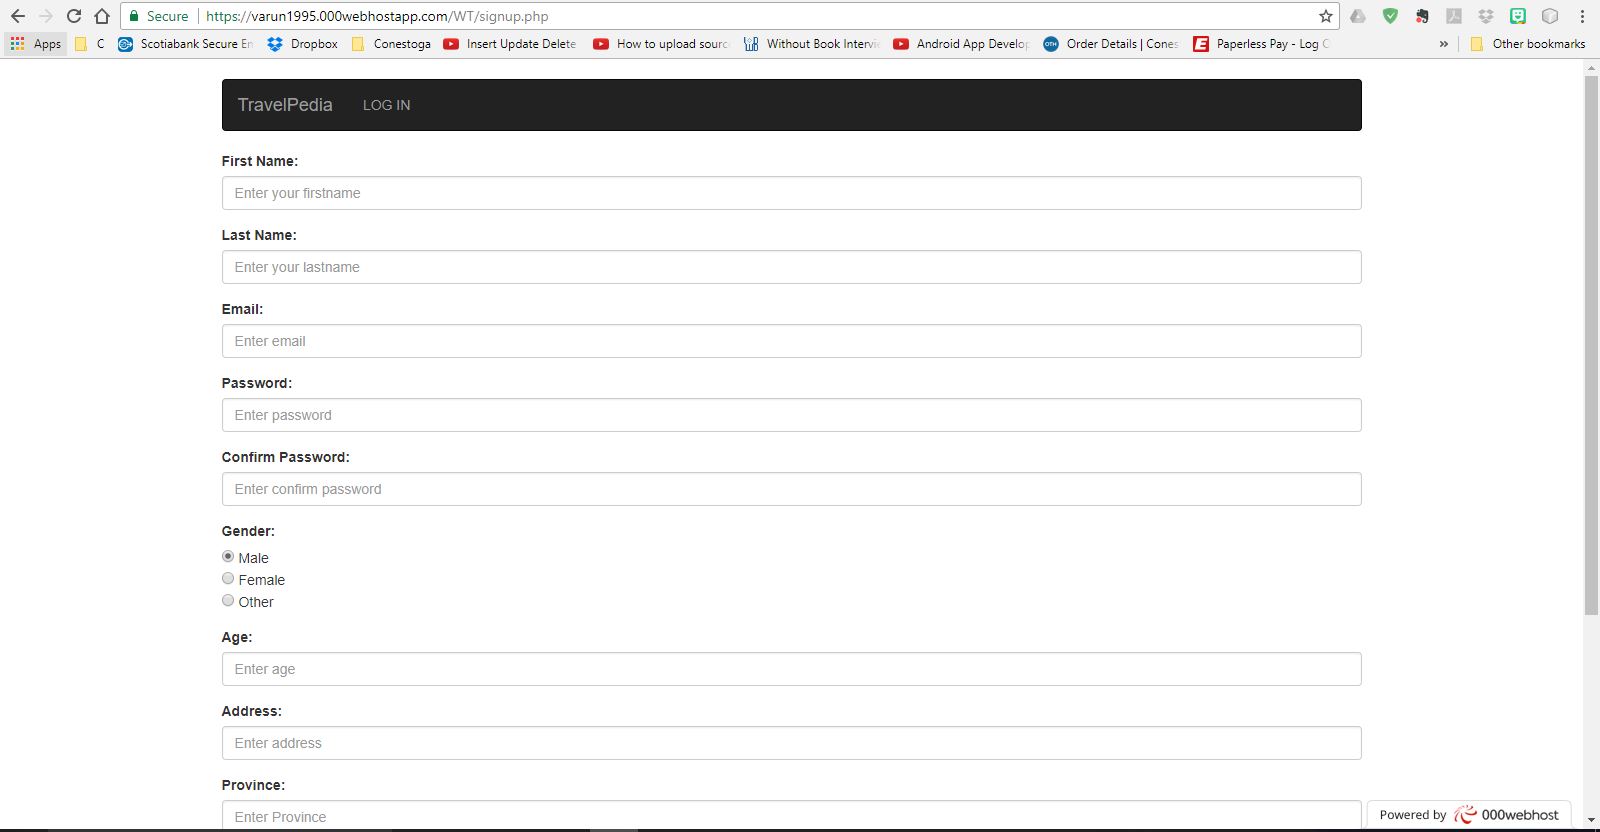 Secure https://varun1995.000webhostapp.com/WT/signup.php
Apps C Scotiabank Secure En Dropbox Conestoga Insert Update Delete How to upload sourc Without Book Intervie Android App Develop Order Details | Cones Paperless Pay - Log O » Other bookmarks
TravelPedia LOG IN
First Name:
Enter your firstname
Last Name:
Enter your lastname
Email:
Enter email
Password:
Enter password
Confirm Password:
Enter confirm password
Gender:
Male
Female
Other
Age:
Enter age
Address:
Enter address
Province:
Enter Province
Powered by 000webhost